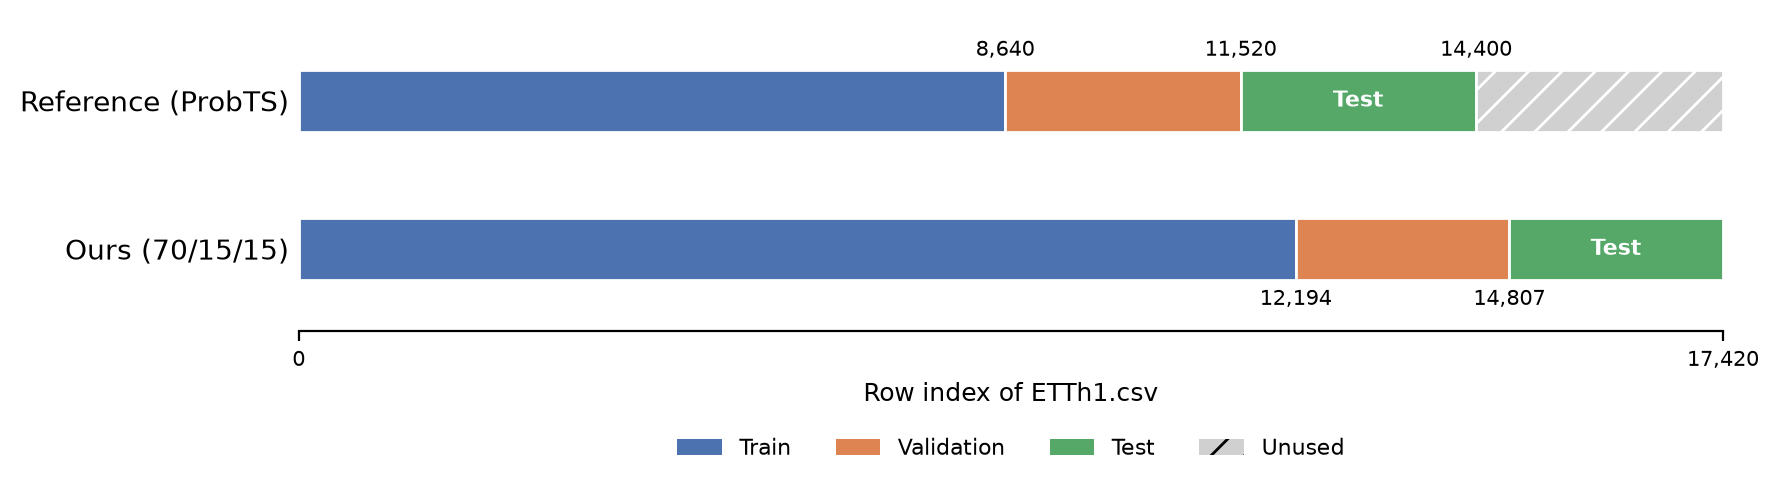 8,640 11,520 14,400
Reference (ProbTS) Test
Ours (70/15/15) Test
12,194 14,807
0 17,420
Row index of ETTh1.csv
Train Validation Test Unused